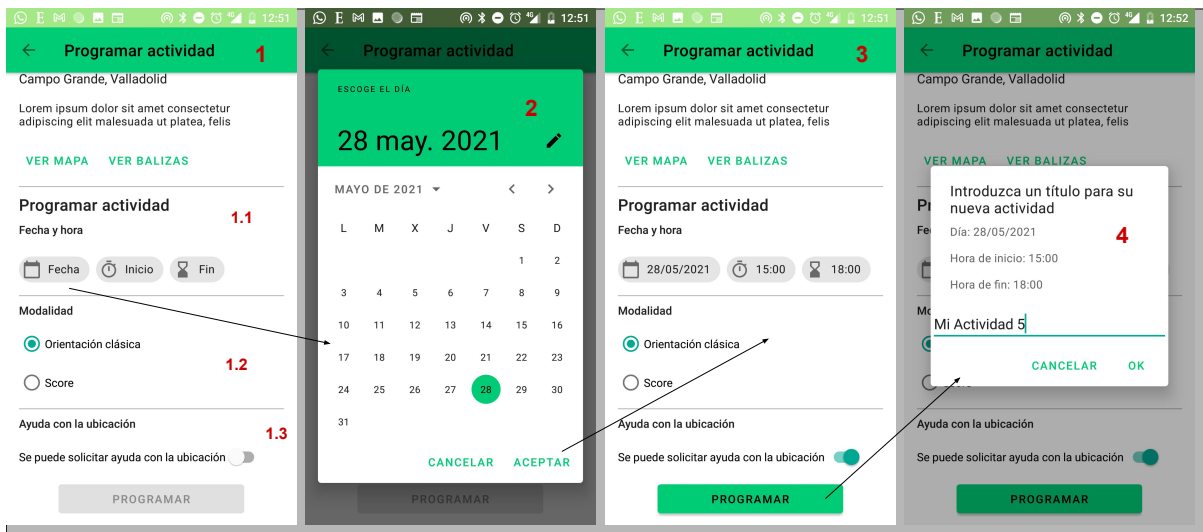 12:51
Programar actividad
1
Campo Grande, Valladolid
Lorem ipsum dolor sit amet consectetur
adipiscing elit malesuada ut platea, felis
VER MAPA VER BALIZAS
Programar actividad
1.1
Fecha y hora
Fecha Inicio Fin
Modalidad
Orientación clásica
1.2
Score
Ayuda con la ubicación
1.3
Se puede solicitar ayuda con la ubicación
PROGRAMAR
E 4G 12:51
Programar actividad
ESCOGE EL DÍA
2
28 may. 2021
MAYO DE 2021
L M X J V S D
1 2
3 4 5 6 7 8 9
10 11 12 13 14 15 16
17 18 19 20 21 22 23
24 25 26 27 28 29 30
31
CANCELAR ACEPTAR
PROGRAMAR
E 4G 12:51
Programar actividad
3
Campo Grande, Valladolid
Lorem ipsum dolor sit amet consectetur
adipiscing elit malesuada ut platea, felis
VER MAPA VER BALIZAS
Programar actividad
Fecha y hora
28/05/2021 15:00 18:00
Modalidad
Orientación clásica
Score
Ayuda con la ubicación
Se puede solicitar ayuda con la ubicación
PROGRAMAR
E 4G 12:52
Programar actividad
Campo Grande, Valladolid
Lorem ipsum dolor sit amet consectetur
adipiscing elit malesuada ut platea, felis
VER MAPA VER BALIZAS
Introduzca un título para su
nueva actividad
Día: 28/05/2021
4
Hora de inicio: 15:00
Hora de fin: 18:00
Mi Actividad 5
CANCELAR OK
Ayuda con la ubicación
Se puede solicitar ayuda con la ubicación
PROGRAMAR